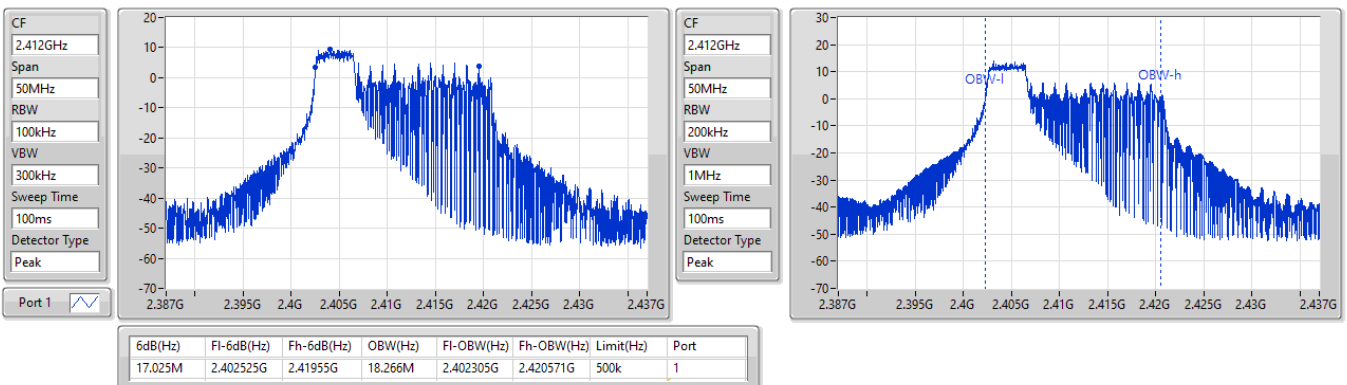 CF
2.412GHz
Span
50MHz
RBW
100kHz
VBW
300kHz
Sweep Time
100ms
Detector Type
Peak
Port 1
20
10
0
-10
-20
-30
-40
-50
-60
-70
2.387G 2.395G 2.4G 2.405G 2.41G 2.415G 2.42G 2.425G 2.43G 2.437G
CF
2.412GHz
Span
50MHz
RBW
200kHz
VBW
1MHz
Sweep Time
100ms
Detector Type
Peak
30
20
10
0
-10
-20
-30
-40
-50
-60
-70
OBW-l OBW-h
2.387G 2.395G 2.4G 2.405G 2.41G 2.415G 2.42G 2.425G 2.43G 2.437G
6dB(Hz) Fl-6dB(Hz) Fh-6dB(Hz) OBW(Hz) Fl-OBW(Hz) Fh-OBW(Hz) Limit(Hz) Port
17.025M 2.402525G 2.41955G 18.266M 2.402305G 2.420571G 500k 1